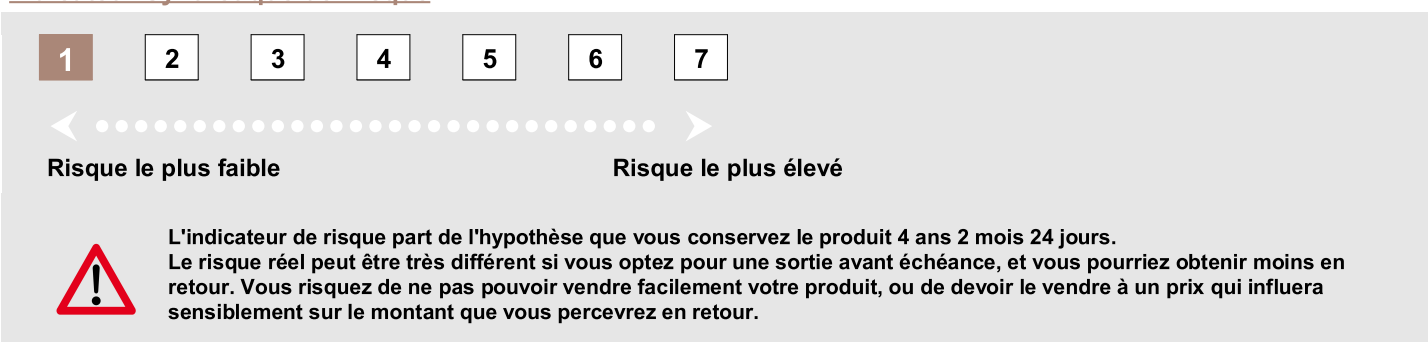 1 2 3 4 5 6 7
Risque le plus faible Risque le plus élevé
L'indicateur de risque part de l'hypothèse que vous conservez le produit 4 ans 2 mois 24 jours.
Le risque réel peut être très différent si vous optez pour une sortie avant échéance, et vous pourriez obtenir moins en
retour. Vous risquez de ne pas pouvoir vendre facilement votre produit, ou de devoir le vendre à un prix qui influera
sensiblement sur le montant que vous percevrez en retour.